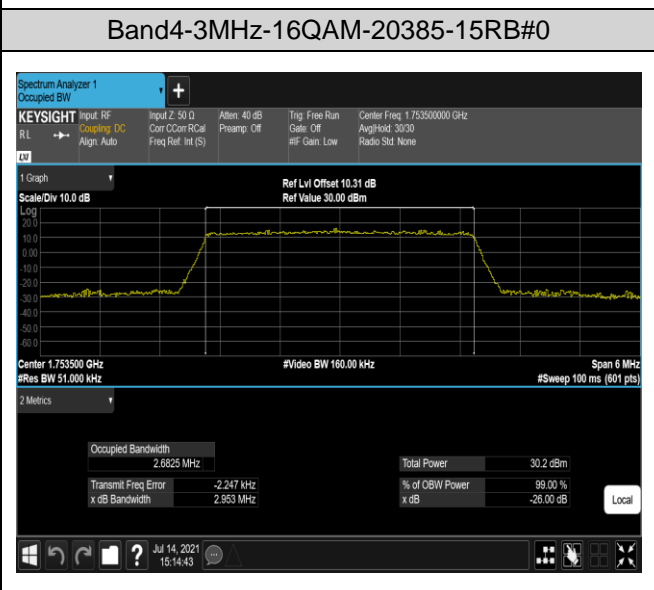 Band4-3MHz-16QAM-20385-15RB#0
Spectrum Analyzer 1
Occupied BW
KEYSIGHT Input: RF Input Z: 50 Ω Atten: 40 dB Trig: Free Run Center Freq: 1.753500000 GHz
RL Coupling: DC Corr CCorr RCal Preamp: Off Gate: Off Avg|Hold: 30/30
Align: Auto Freq Ref: Int (S) #IF Gain: Low Radio Std: None
LXI
1 Graph Ref Lvl Offset 10.31 dB
Scale/Div 10.0 dB Ref Value 30.00 dBm
Log
20.0
10.0
0.00
-10.0
-20.0
-30.0
-40.0
-50.0
-60.0
Center 1.753500 GHz #Video BW 160.00 kHz Span 6 MHz
#Res BW 51.000 kHz #Sweep 100 ms (601 pts)
2 Metrics
Occupied Bandwidth
2.6825 MHz Total Power 30.2 dBm
Transmit Freq Error -2.247 kHz % of OBW Power 99.00 %
x dB Bandwidth 2.953 MHz x dB -26.00 dB
Local
? Jul 14, 2021
15:14:43